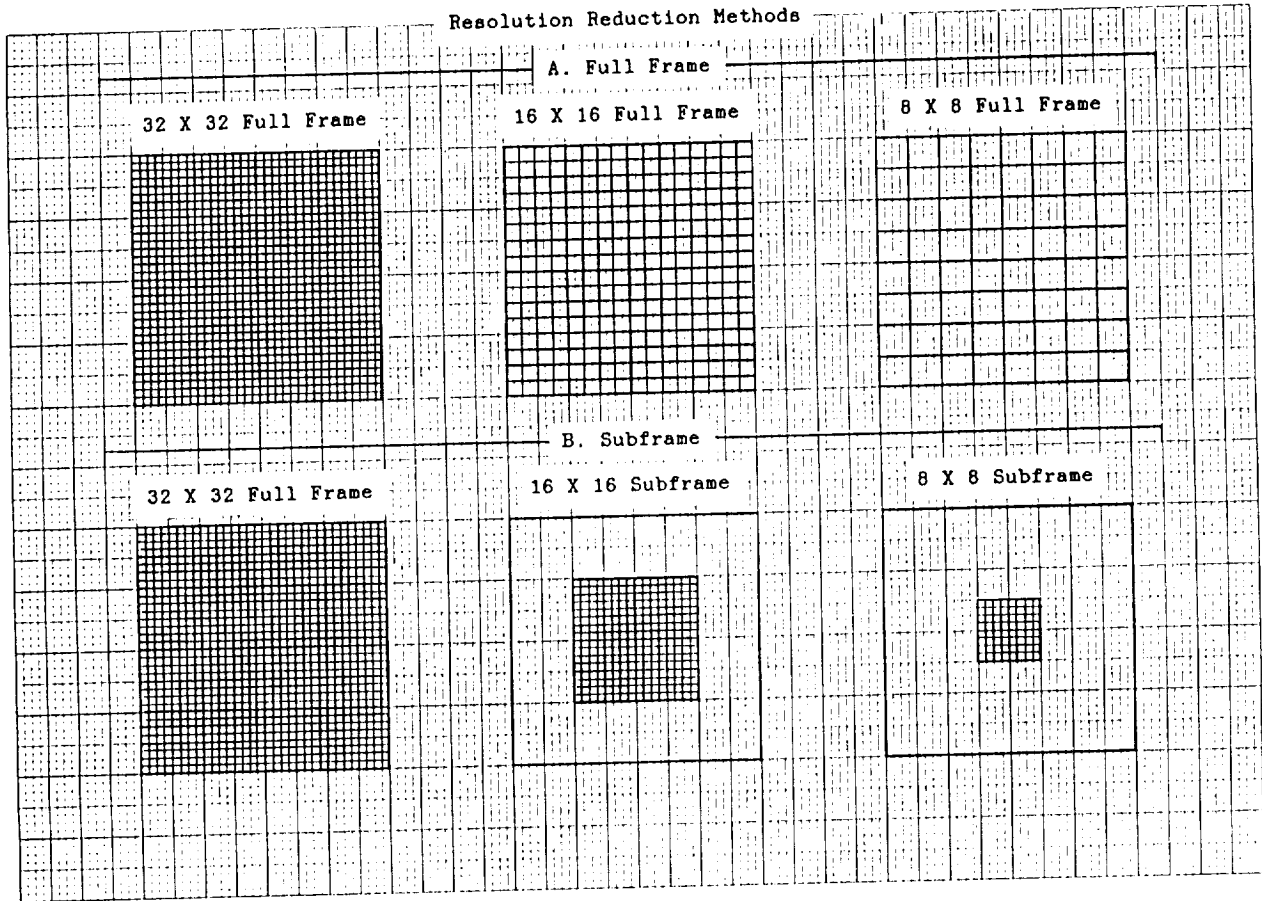 Resolution Reduction Methods
A. Full Frame
32 X 32 Full Frame
16 X 16 Full Frame
8 X 8 Full Frame
B. Subframe
32 X 32 Full Frame
16 X 16 Subframe
8 X 8 Subframe